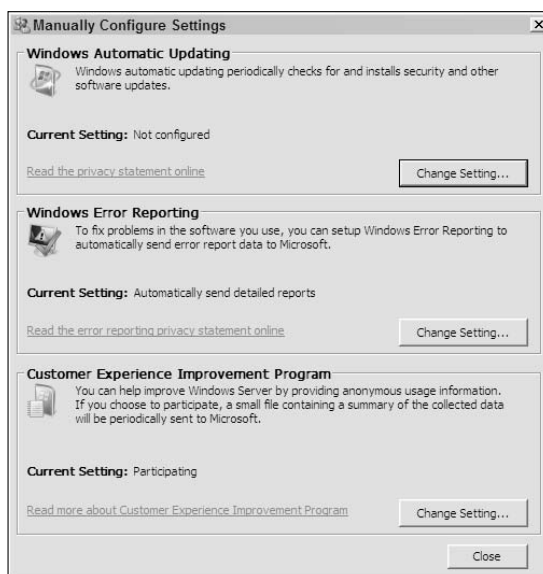 Manually Configure Settings
Windows Automatic Updating
Windows automatic updating periodically checks for and installs security and other
software updates.
Current Setting: Not configured
Read the privacy statement online
Change Setting...
Windows Error Reporting
To fix problems in the software you use, you can setup Windows Error Reporting to
automatically send error report data to Microsoft.
Current Setting: Automatically send detailed reports
Read the error reporting privacy statement online
Change Setting...
Customer Experience Improvement Program
You can help improve Windows Server by providing anonymous usage information.
If you choose to participate, a small file containing a summary of the collected data
will be periodically sent to Microsoft.
Current Setting: Participating
Read more about Customer Experience Improvement Program
Change Setting...
Close